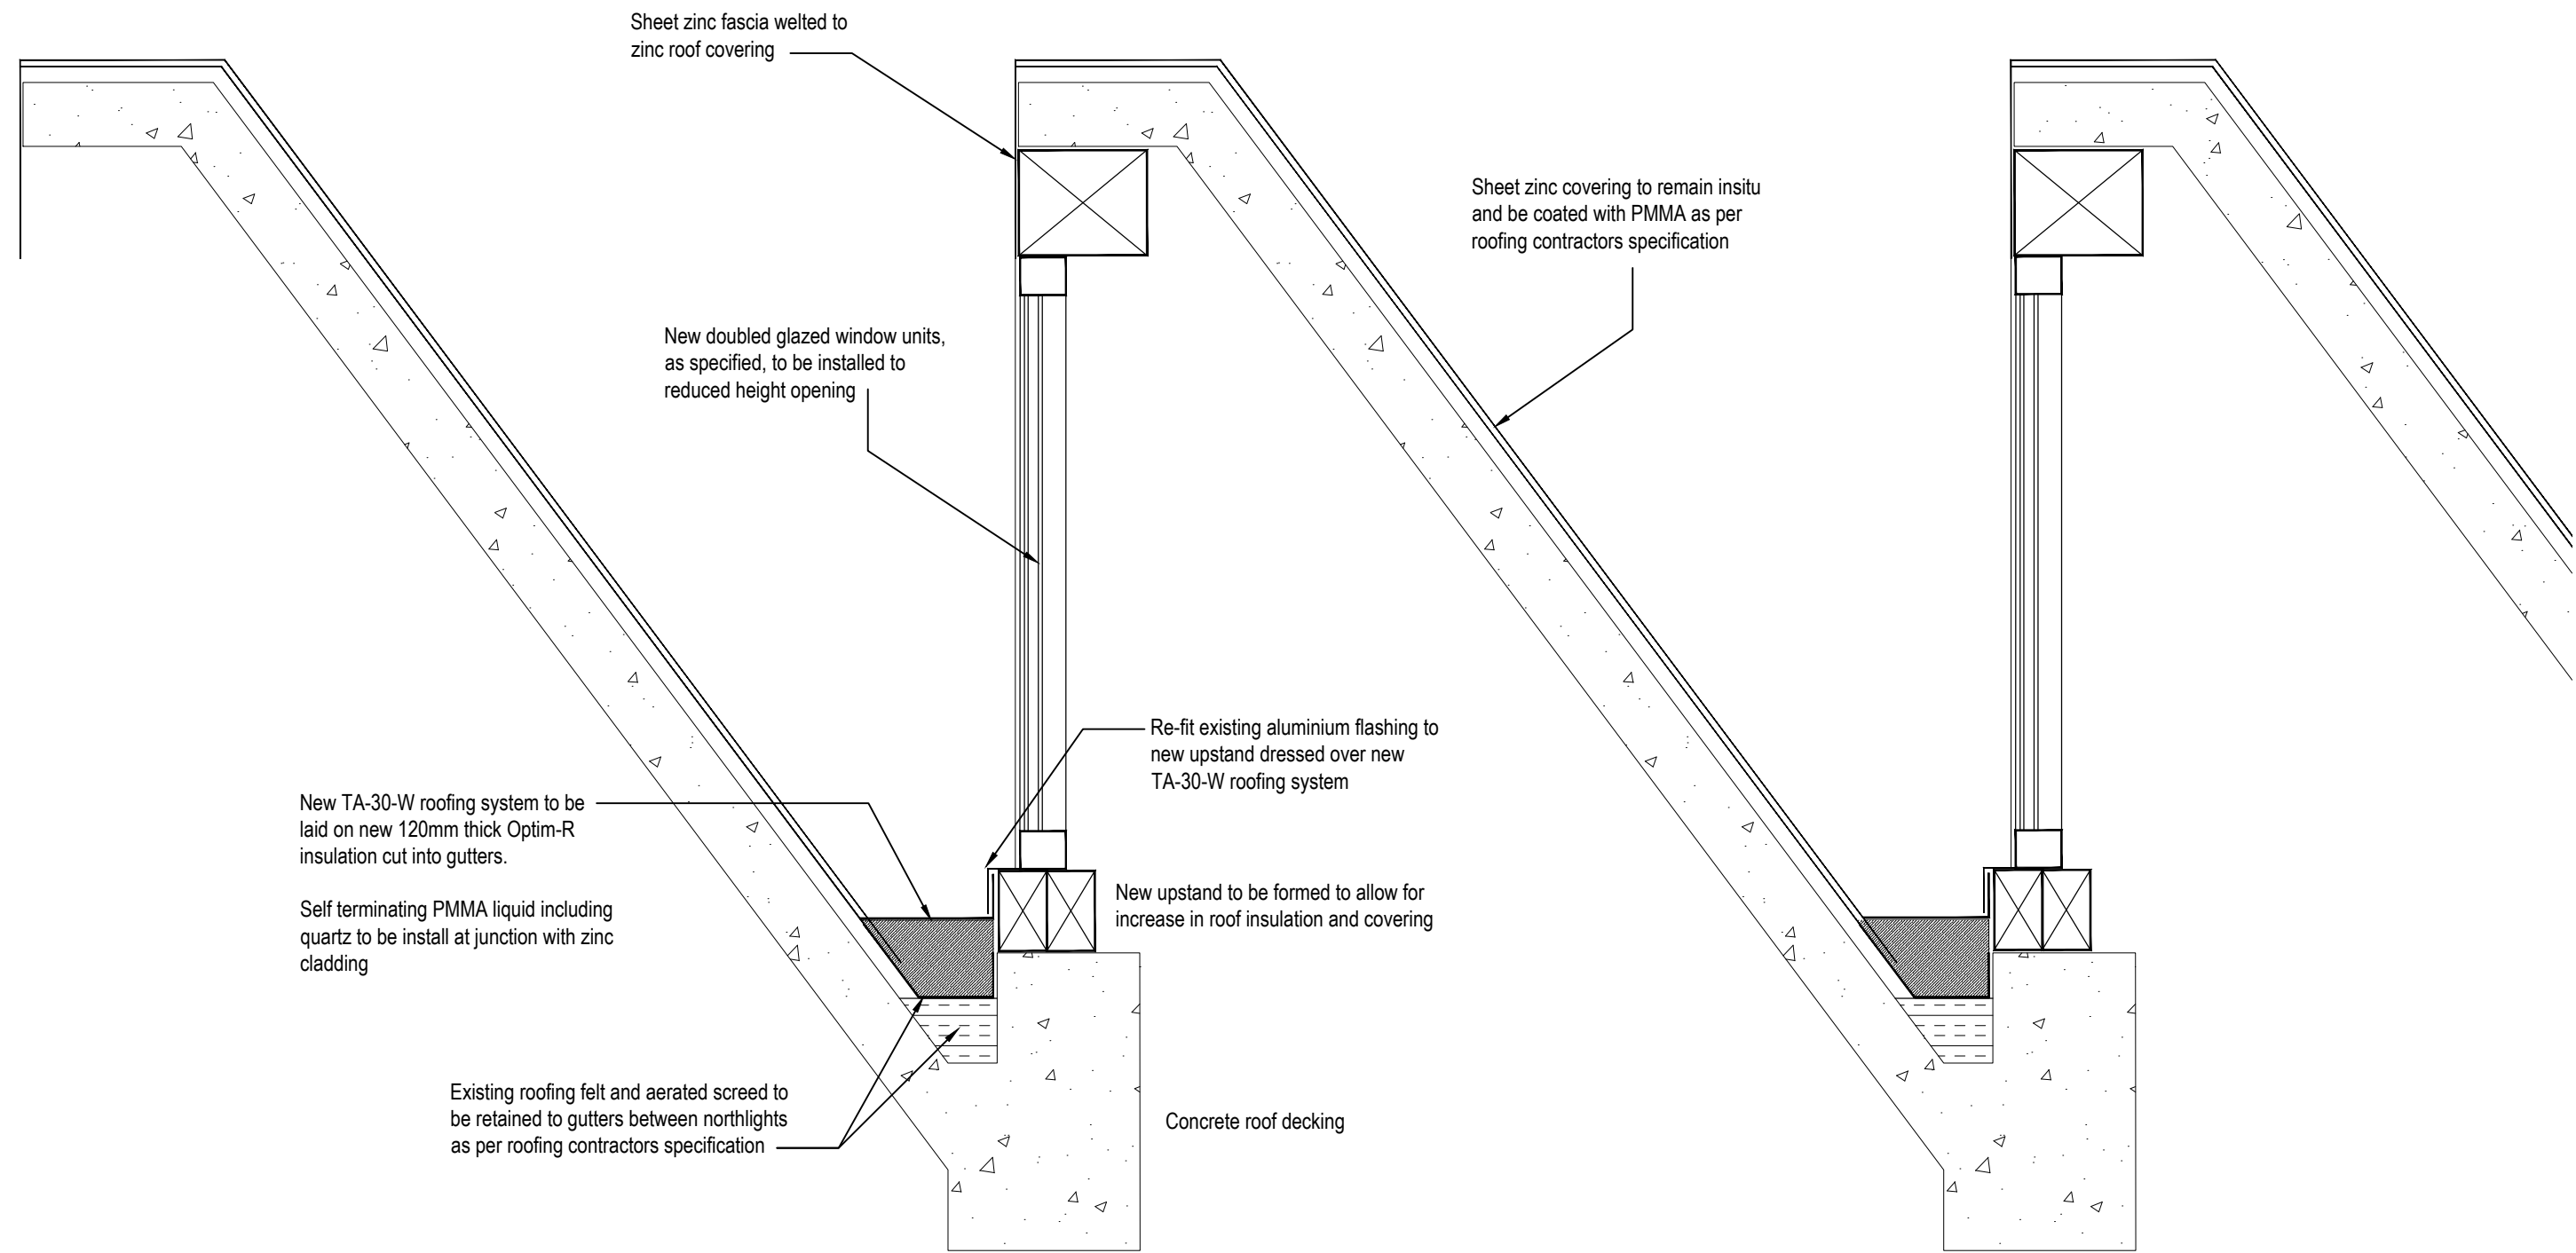 Sheet zinc fascia welted to
zinc roof covering
Sheet zinc covering to remain insitu
and be coated with PMMA as per
roofing contractors specification
New doubled glazed window units,
as specified, to be installed to
reduced height opening
Re-fit existing aluminium flashing to
new upstand dressed over new
TA-30-W roofing system
New TA-30-W roofing system to be
laid on new 120mm thick Optim-R
insulation cut into gutters.
Self terminating PMMA liquid including
quartz to be install at junction with zinc
cladding
New upstand to be formed to allow for
increase in roof insulation and covering
Existing roofing felt and aerated screed to
be retained to gutters between northlights
as per roofing contractors specification
Concrete roof decking